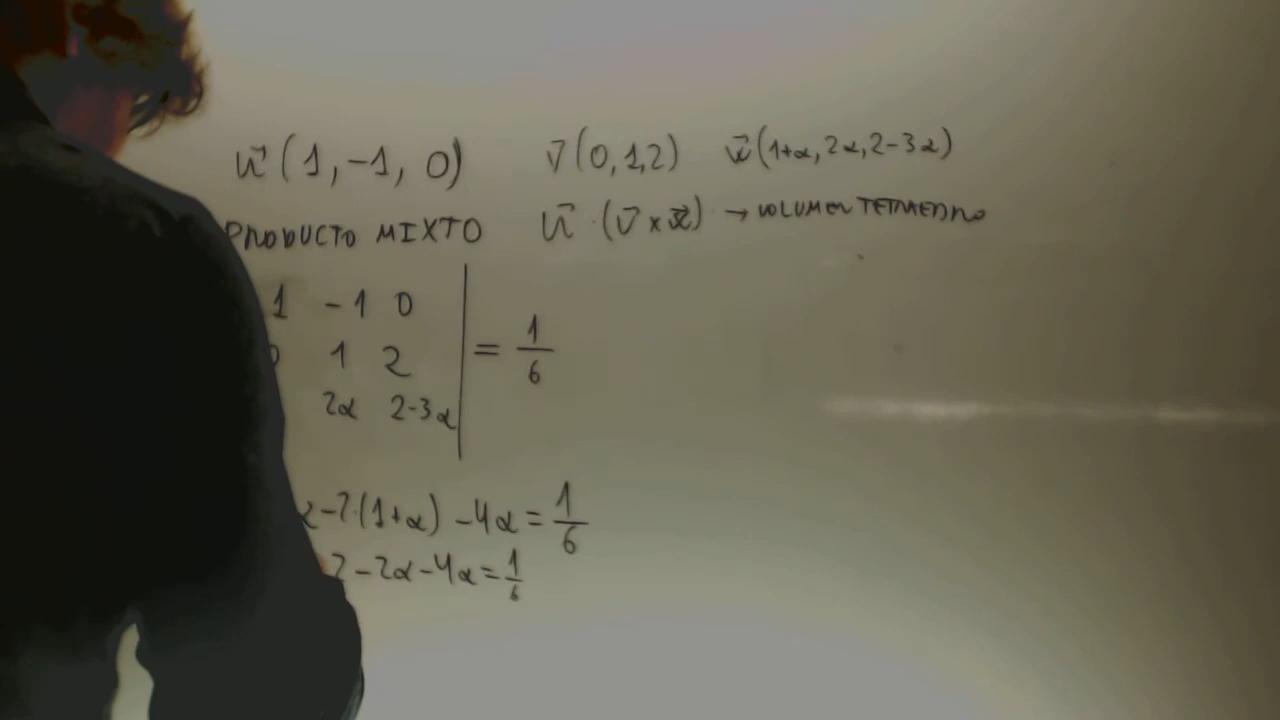 u⃗ (1, -1, 0) v⃗ (0, 1, 2) w⃗ (1+α, 2α, 2-3α)
PRODUCTO MIXTO u⃗ · (v⃗ x w⃗) → VOLUMEN TETRAEDRO
1 -1 0
1 2 = 1/6
2α 2-3α
-2·(1+α) - 4α = 1/6
2 - 2α - 4α = 1/6